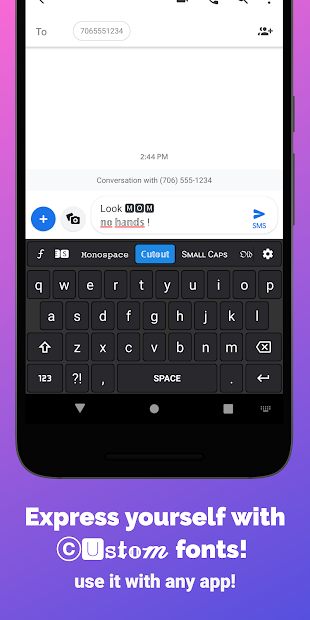 To 7065551234
2:44 PM
Conversation with (706) 555-1234
Look 🅼🅾🅼
𝚗𝚘 𝕙𝕒𝕟𝕕𝕤 !
SMS
Monospace Cutout Small Caps
q w e r t y u i o p
a s d f g h j k l
z x c v b n m
123 ?! , SPACE .
Express yourself with
Ⓒ🅄𝕤𝐭𝕠𝓶 fonts!
use it with any app!